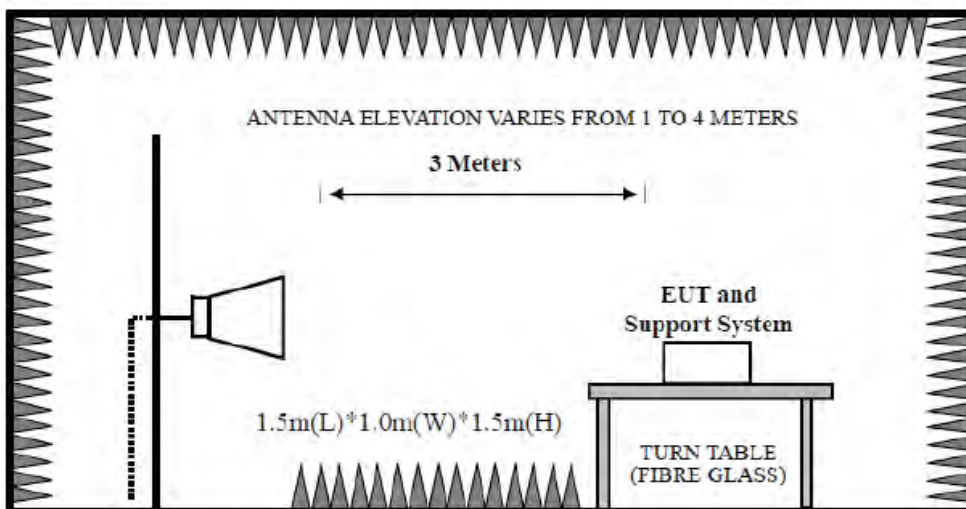 ANTENNA ELEVATION VARIES FROM 1 TO 4 METERS
3 Meters
EUT and
Support System
1.5m(L)*1.0m(W)*1.5m(H)
TURN TABLE
(FIBRE GLASS)